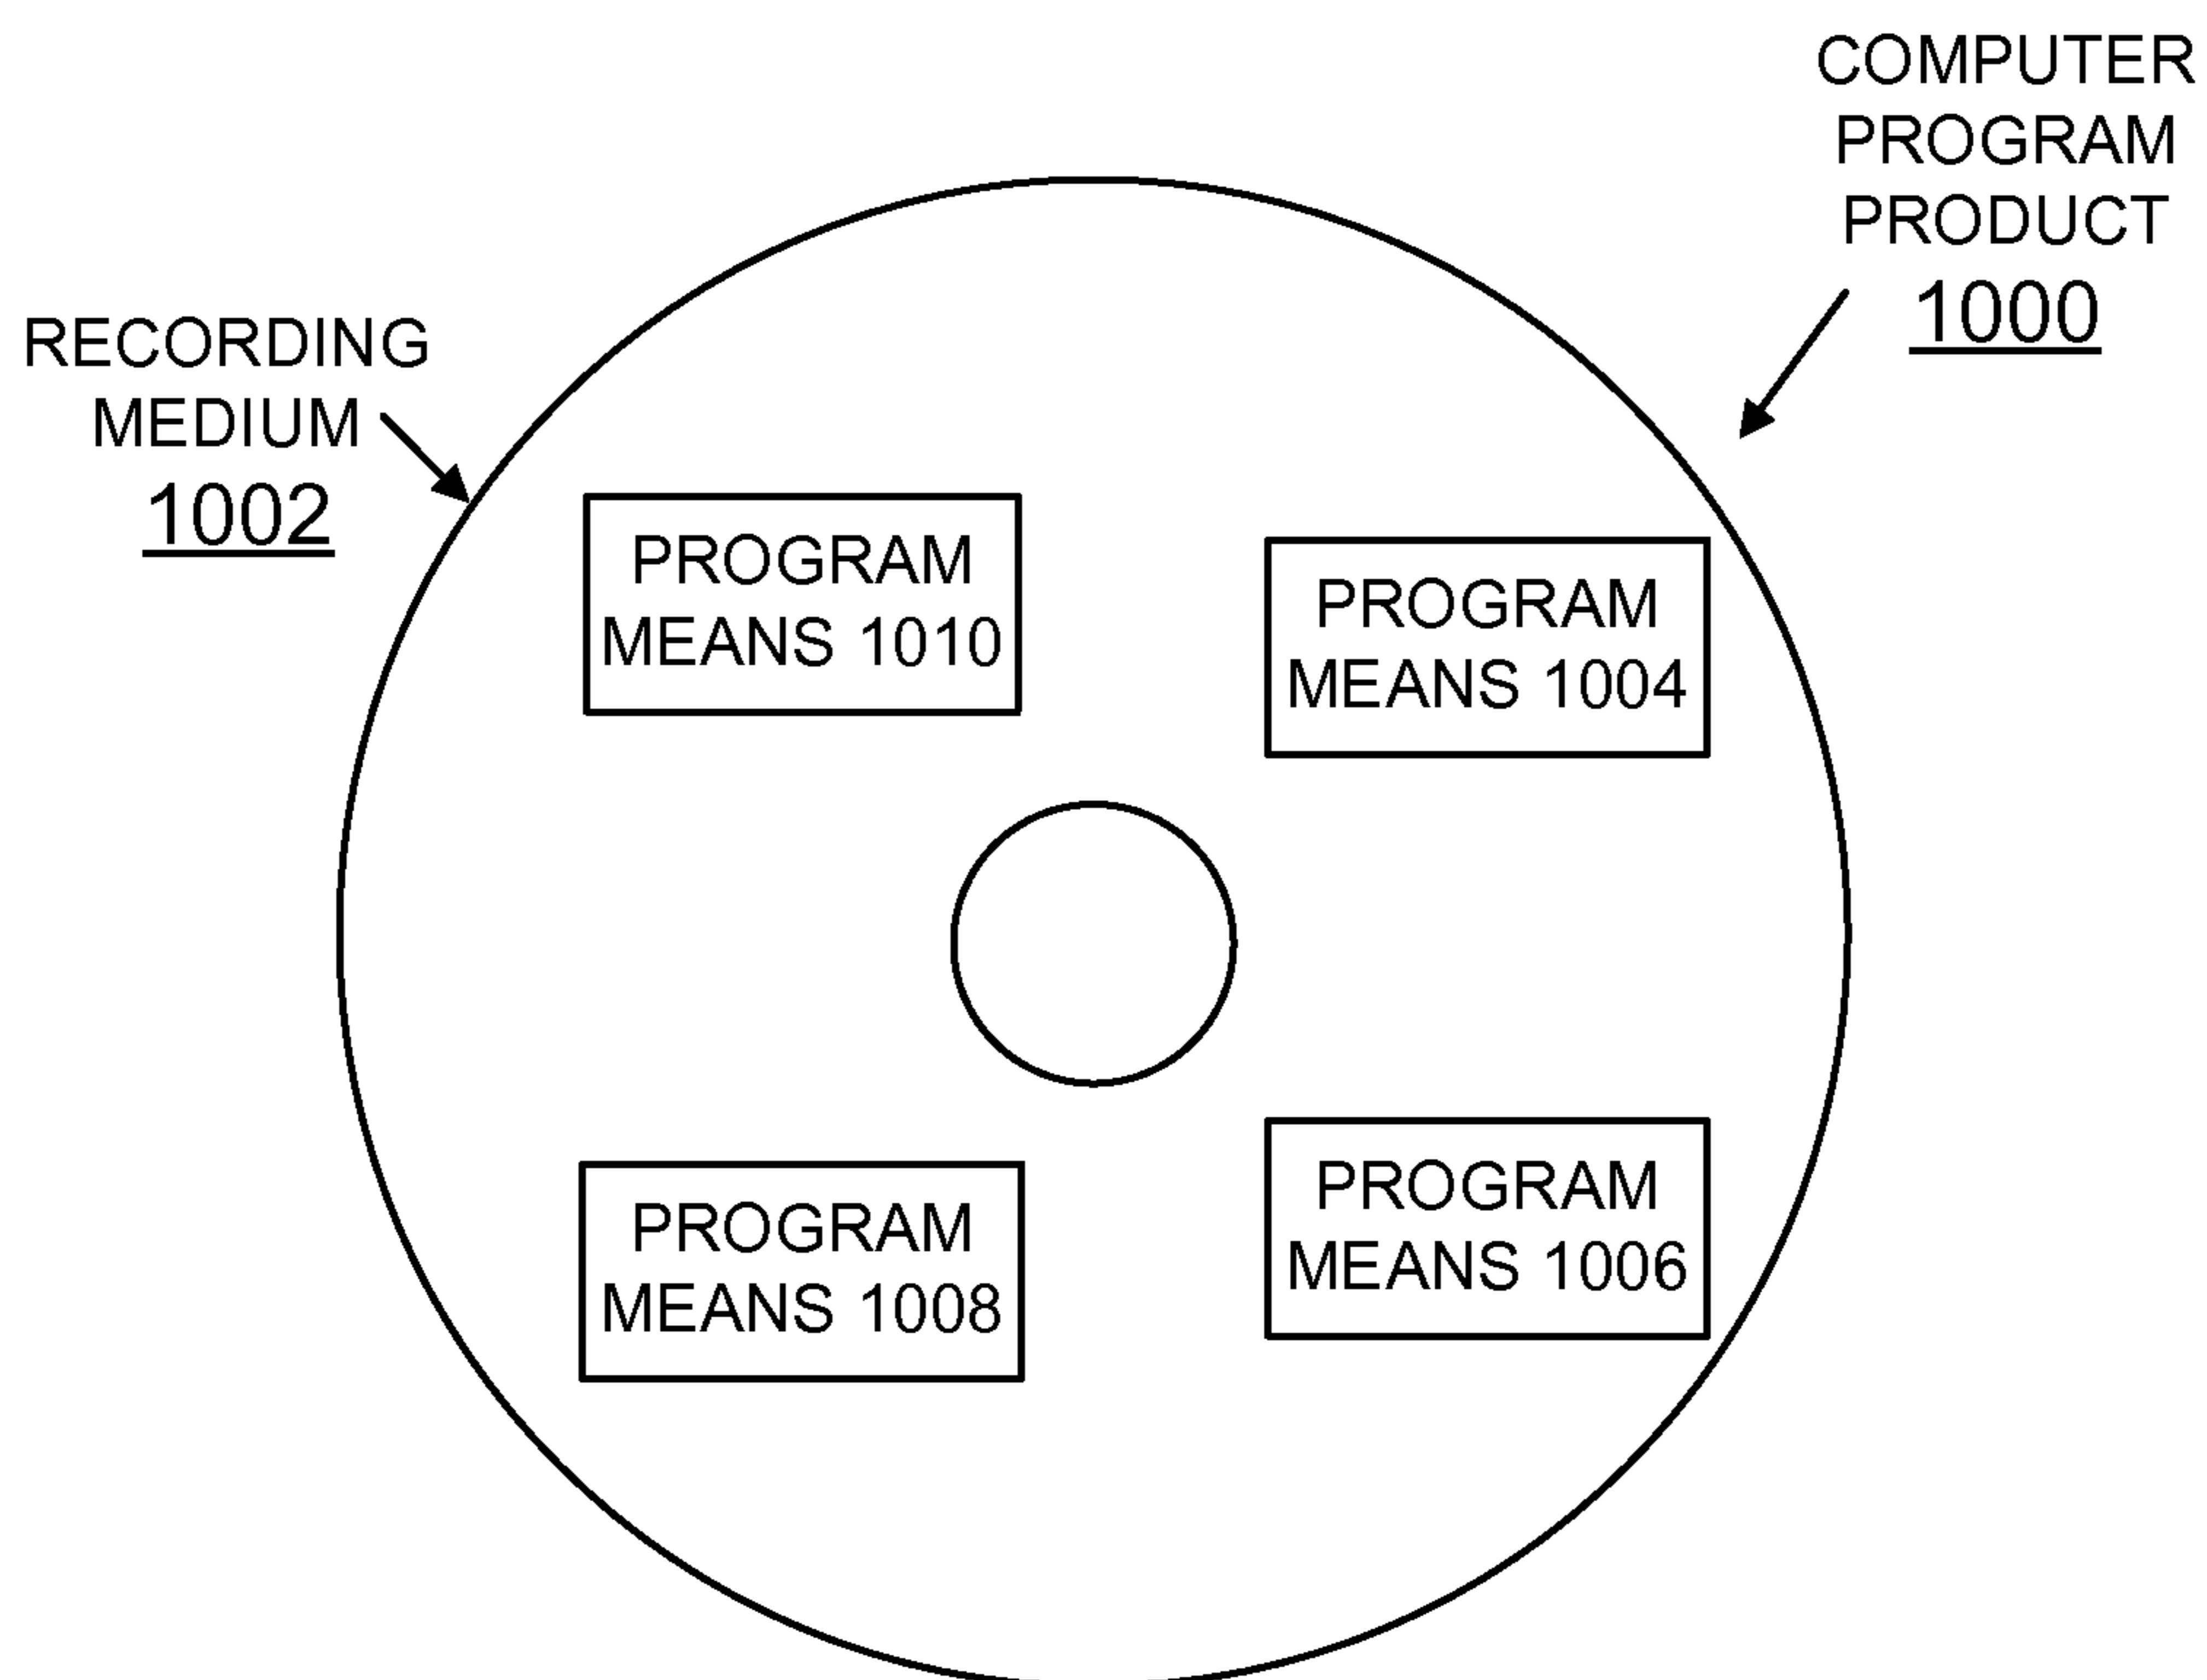 COMPUTER
PROGRAM
PRODUCT
1000
RECORDING
MEDIUM
1002
PROGRAM
MEANS 1010
PROGRAM
MEANS 1004
PROGRAM
MEANS 1008
PROGRAM
MEANS 1006